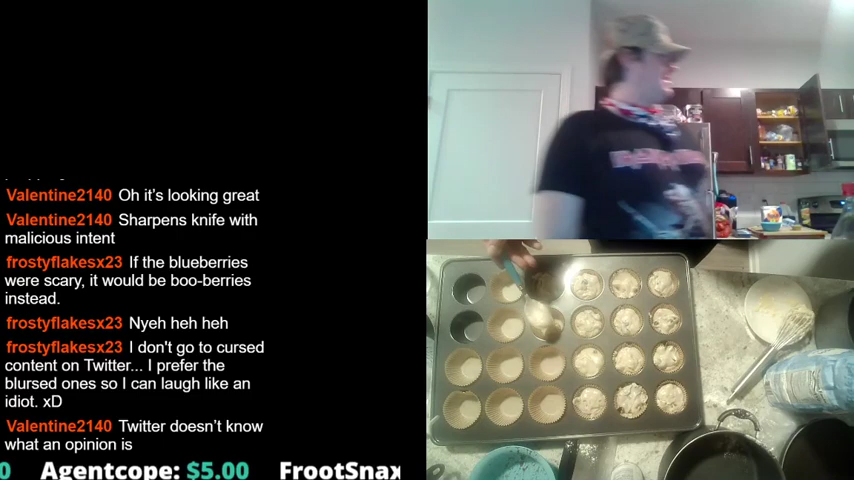 Valentine2140 Oh it's looking great
Valentine2140 Sharpens knife with
malicious intent
frostyflakesx23 If the blueberries
were scary, it would be boo-berries
instead.
frostyflakesx23 Nyeh heh heh
frostyflakesx23 I don't go to cursed
content on Twitter... I prefer the
blursed ones so I can laugh like an
idiot. xD
Valentine2140 Twitter doesn't know
what an opinion is
0 Agentcope: $5.00 FrootSnax